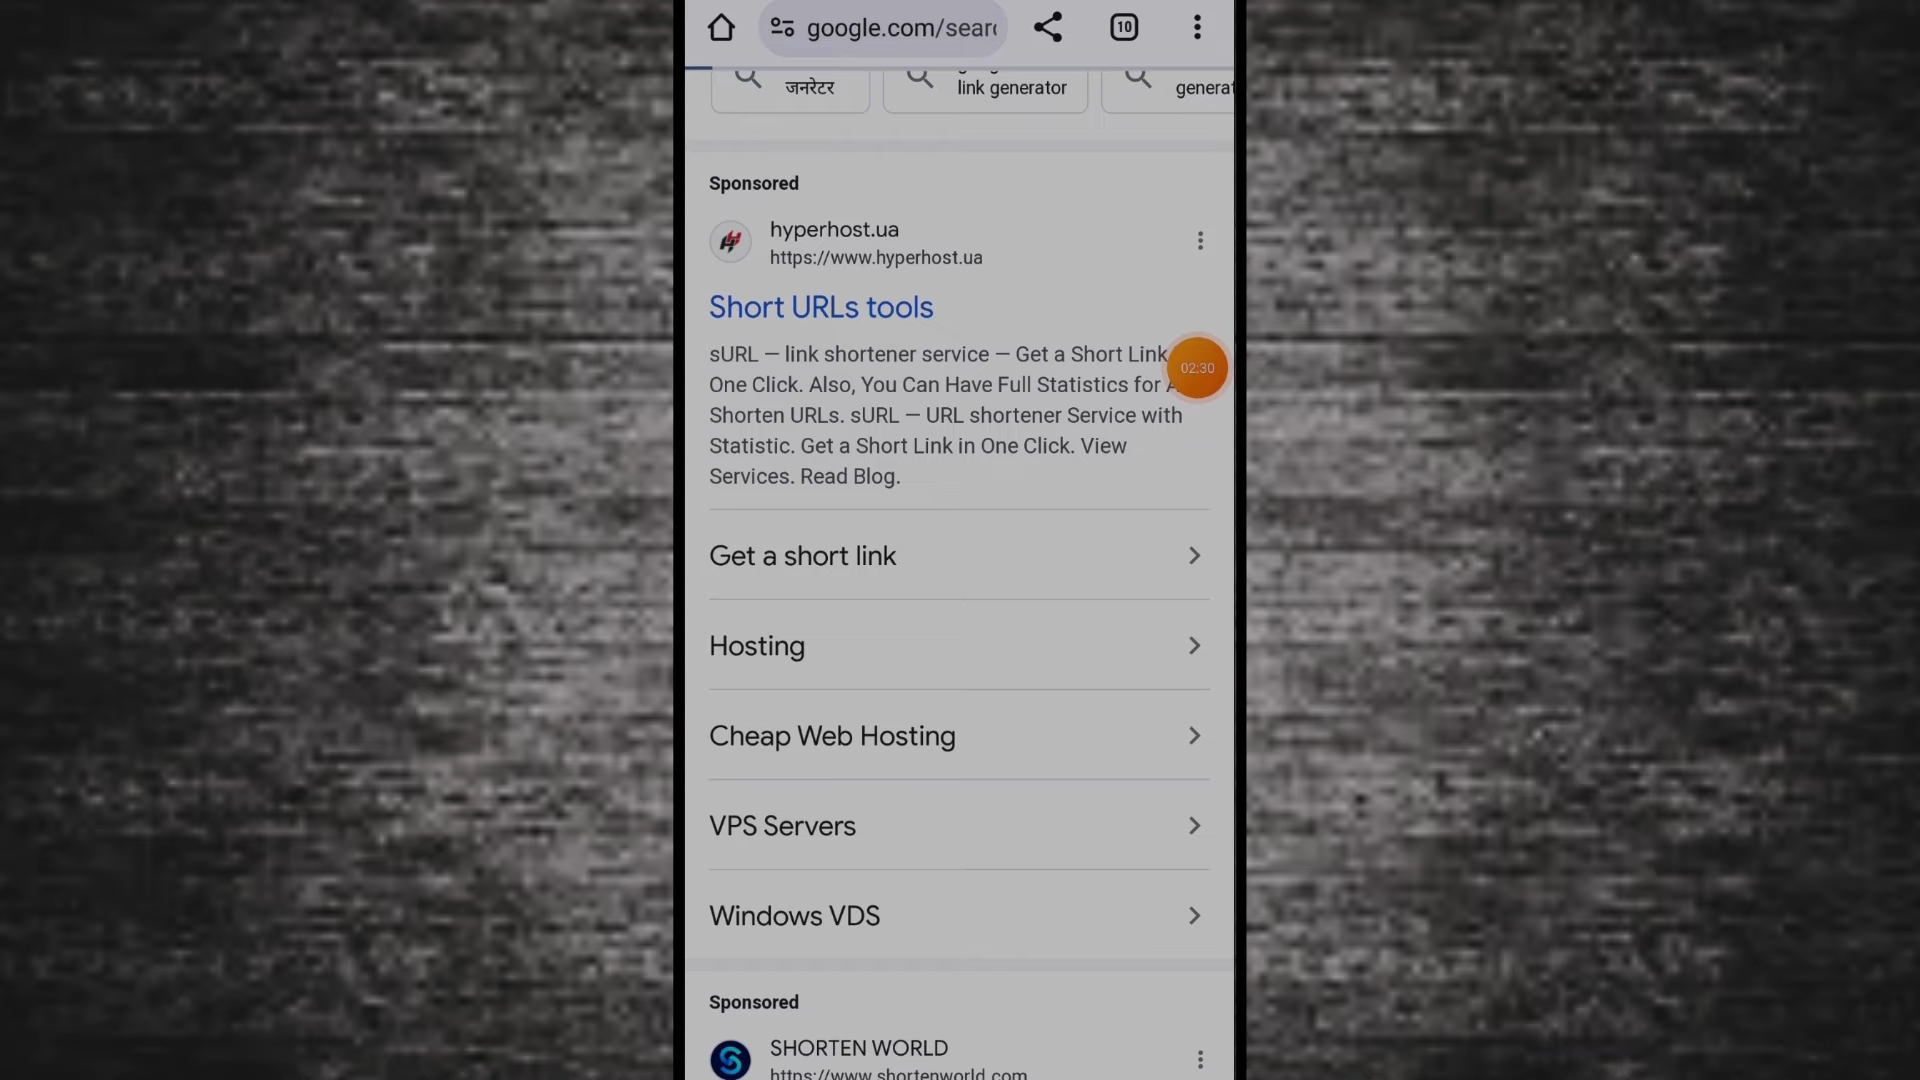 google.com/sear
10
जनरेटर
link generator
Sponsored
hyperhost.ua
https://www.hyperhost.ua
Short URLs tools
sURL — link shortener service — Get a Short Link
02:30
One Click. Also, You Can Have Full Statistics for
Shorten URLs. sURL — URL shortener Service with
Statistic. Get a Short Link in One Click. View
Services. Read Blog.
Get a short link
Hosting
Cheap Web Hosting
VPS Servers
Windows VDS
Sponsored
SHORTEN WORLD
https://www.shortenworld.com